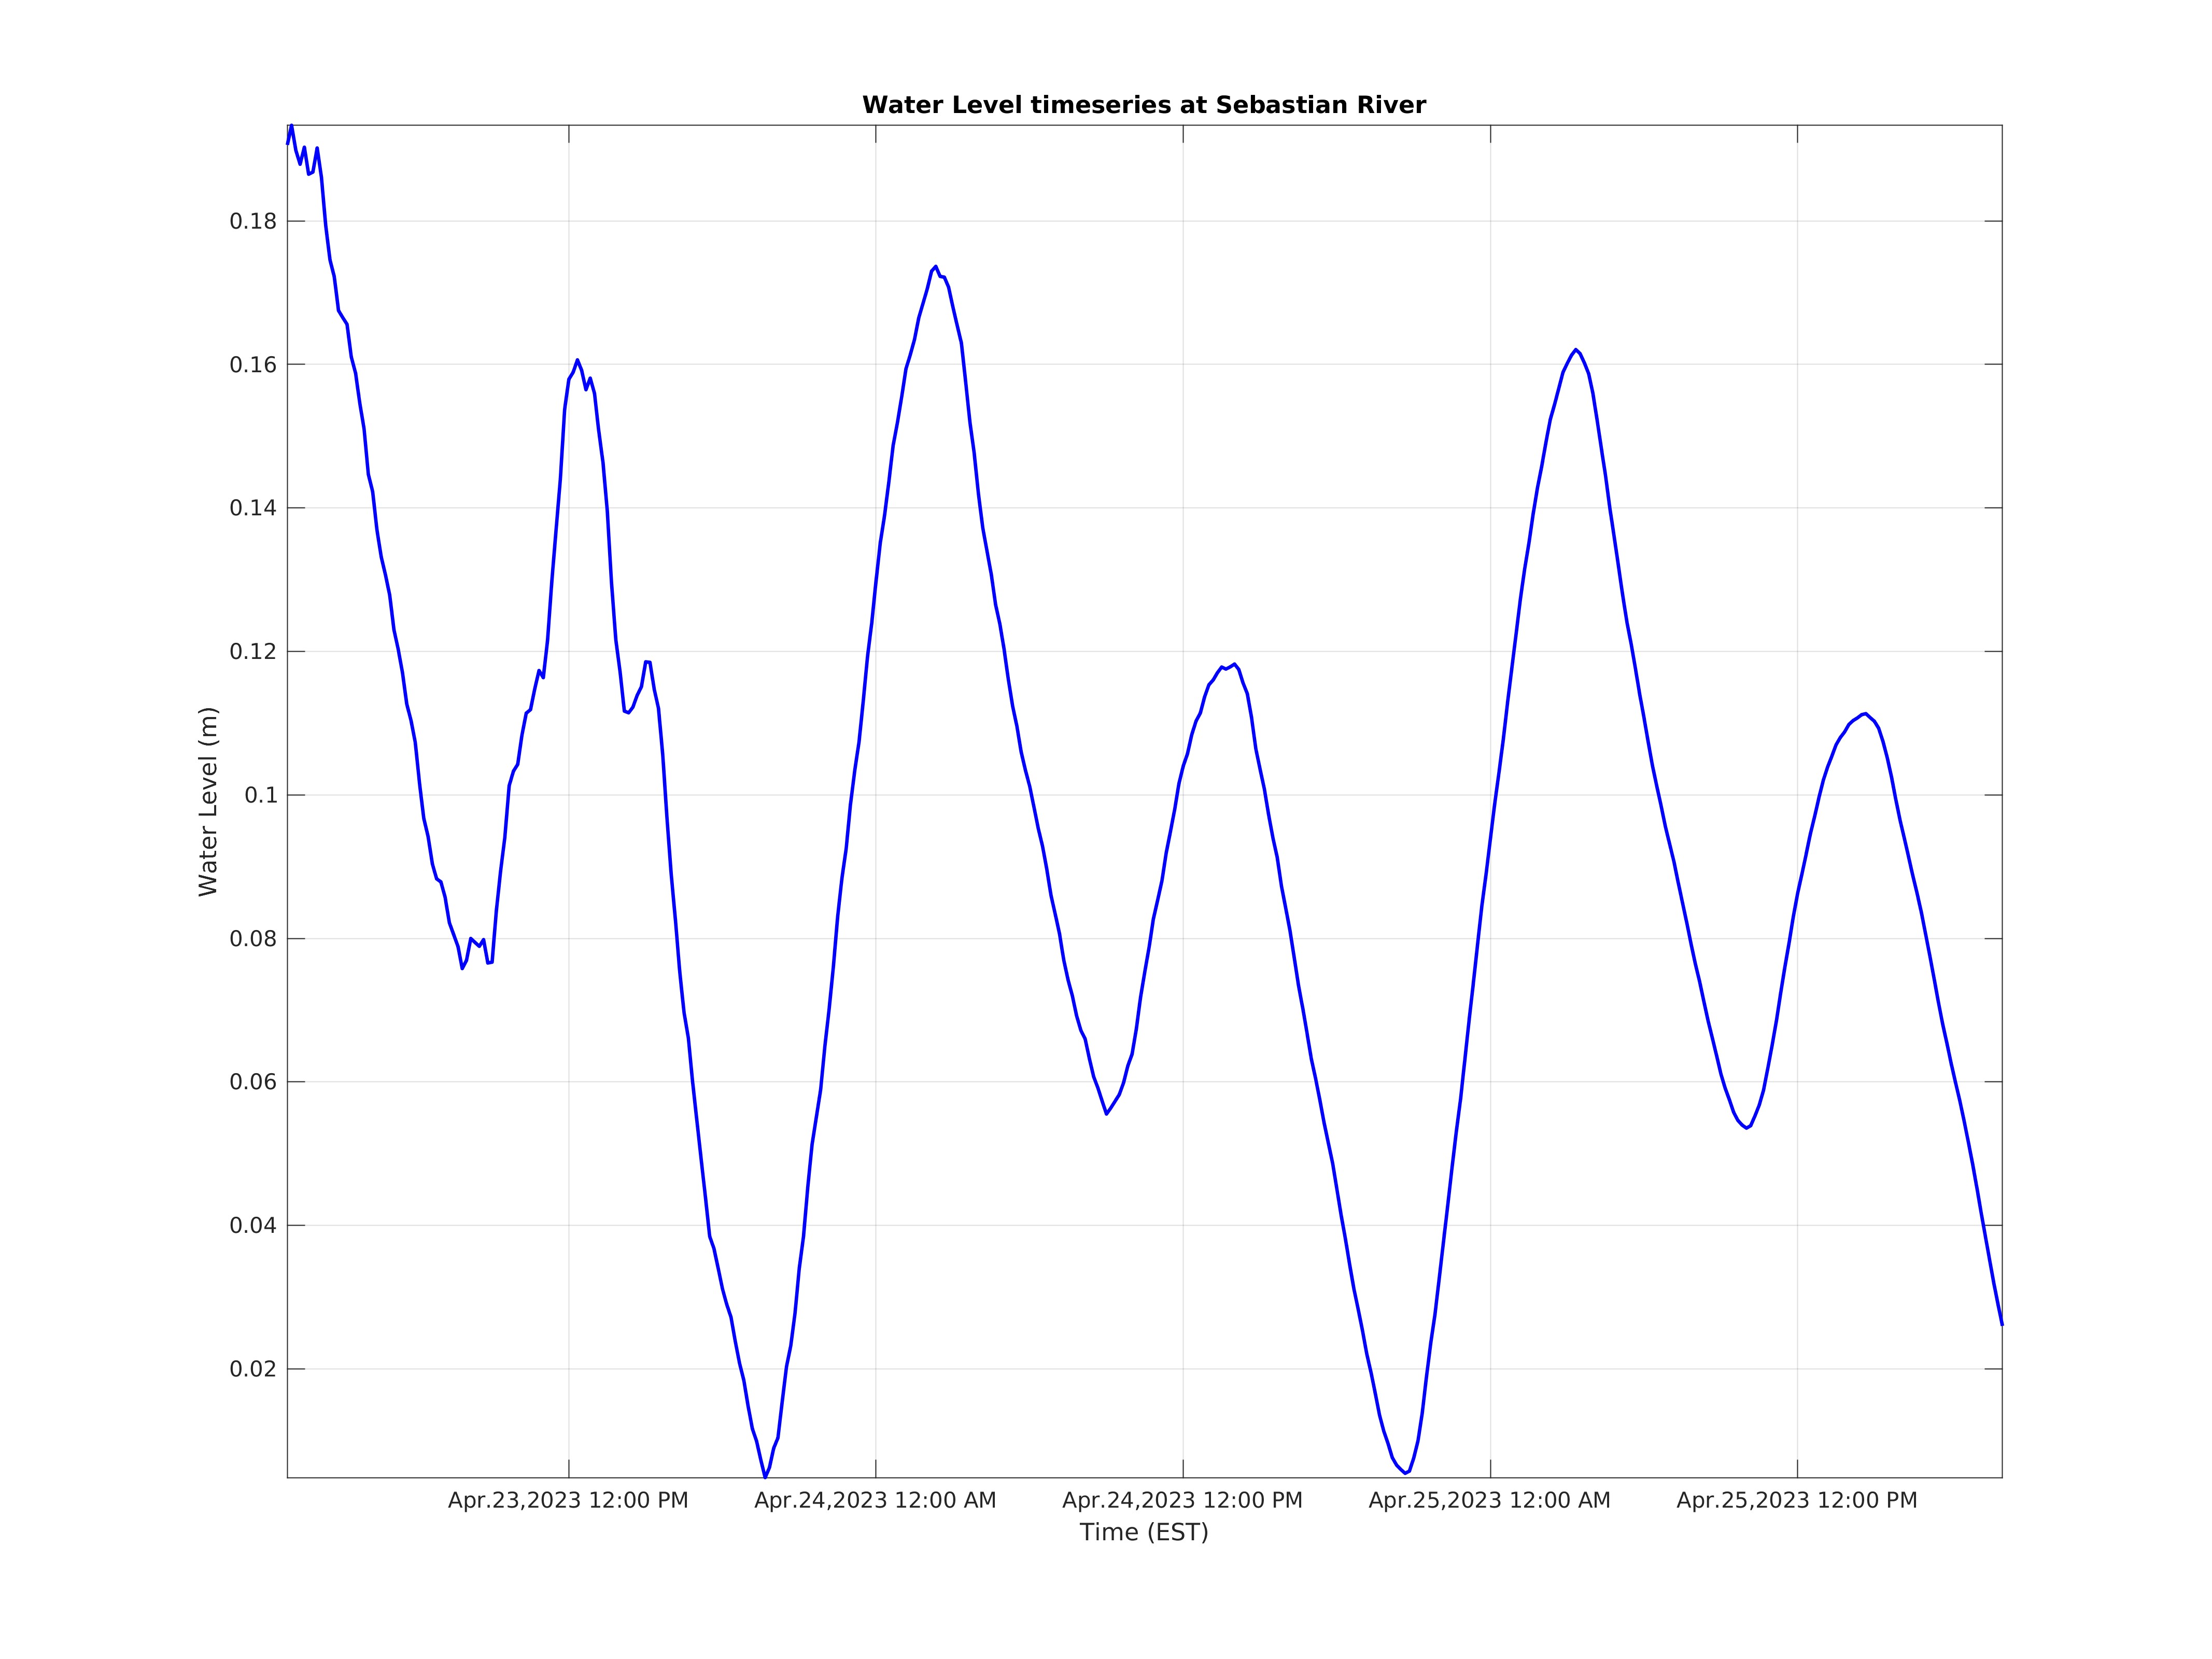 Water Level timeseries at Sebastian River
0.18
0.16
0.14
0.12
0.1
0.08
0.06
0.04
0.02
Water Level (m)
Apr.23,2023 12:00 PM
Apr.24,2023 12:00 AM
Apr.24,2023 12:00 PM
Apr.25,2023 12:00 AM
Apr.25,2023 12:00 PM
Time (EST)